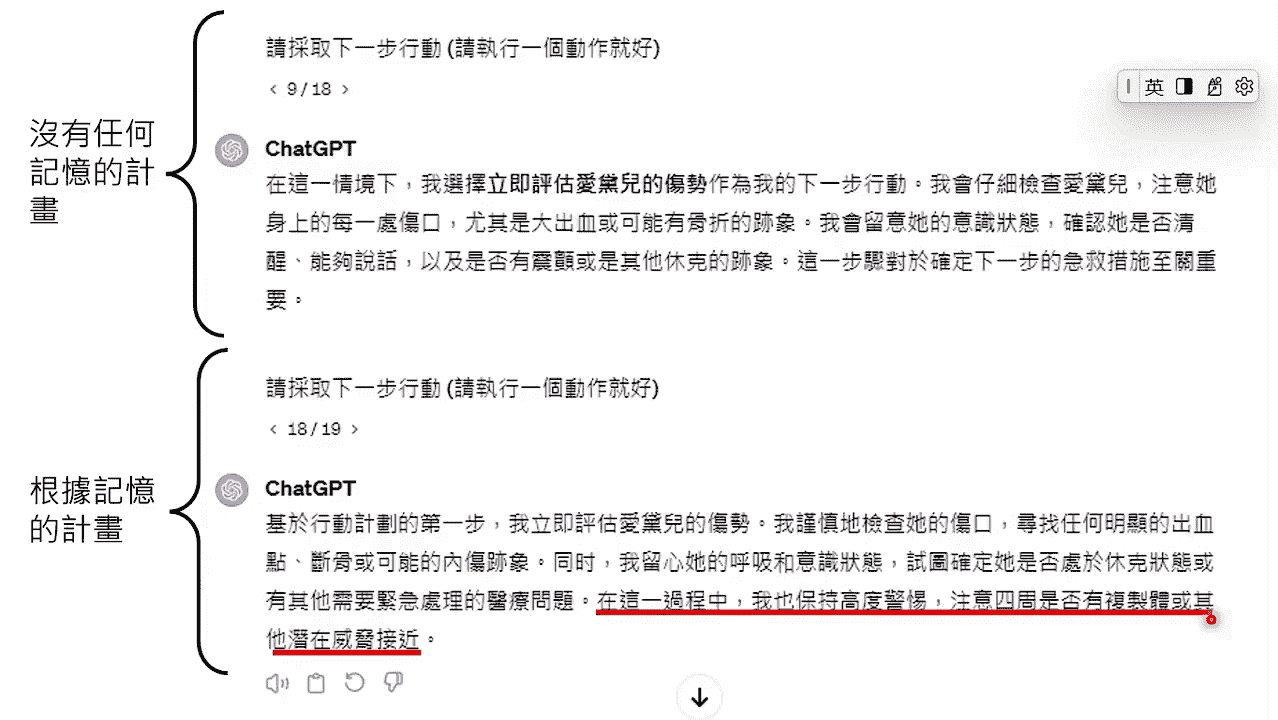 沒有任何
記憶的計
畫
請採取下一步行動 (請執行一個動作就好)
< 9/18 >
英
ChatGPT
在這一情境下，我選擇立即評估愛黛兒的傷勢作為我的下一步行動。我會仔細檢查愛黛兒，注意她
身上的每一處傷口，尤其是大出血或可能有骨折的跡象。我會留意她的意識狀態，確認她是否清
醒、能夠說話，以及是否有震顫或是其他休克的跡象。這一步驟對於確定下一步的急救措施至關重
要。
根據記憶
的計畫
請採取下一步行動 (請執行一個動作就好)
< 18/19 >
ChatGPT
基於行動計劃的第一步，我立即評估愛黛兒的傷勢。我謹慎地檢查她的傷口，尋找任何明顯的出血
點、斷骨或可能的內傷跡象。同时，我留心她的呼吸和意識狀態，試圖確定她是否處於休克狀態或
有其他需要緊急處理的醫療問題。在這一過程中，我也保持高度警惕，注意四周是否有複製體或其
他潛在威脅接近。